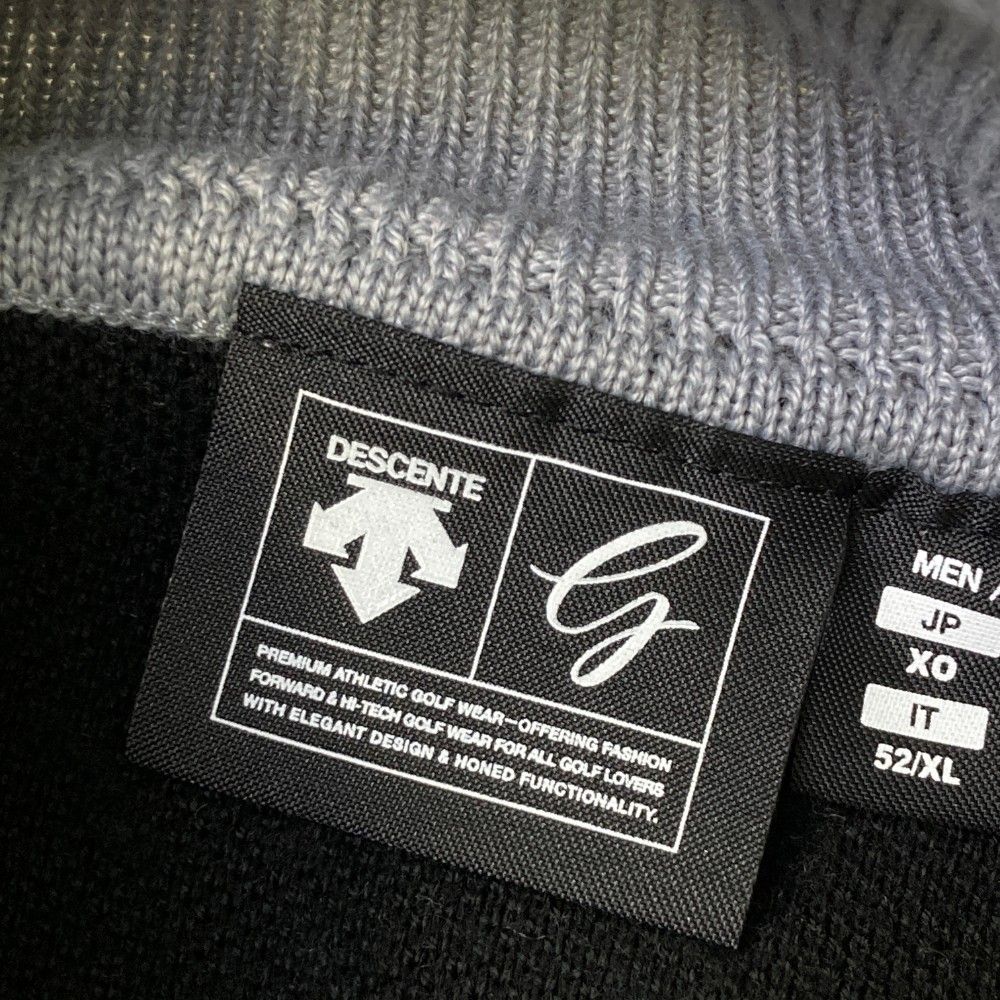 DESCENTE
G
PREMIUM ATHLETIC GOLF WEAR—OFFERING FASHION
FORWARD & HI-TECH GOLF WEAR FOR ALL GOLF LOVERS
WITH ELEGANT DESIGN & HONED FUNCTIONALITY.
MEN /
JP
XO
IT
52/XL